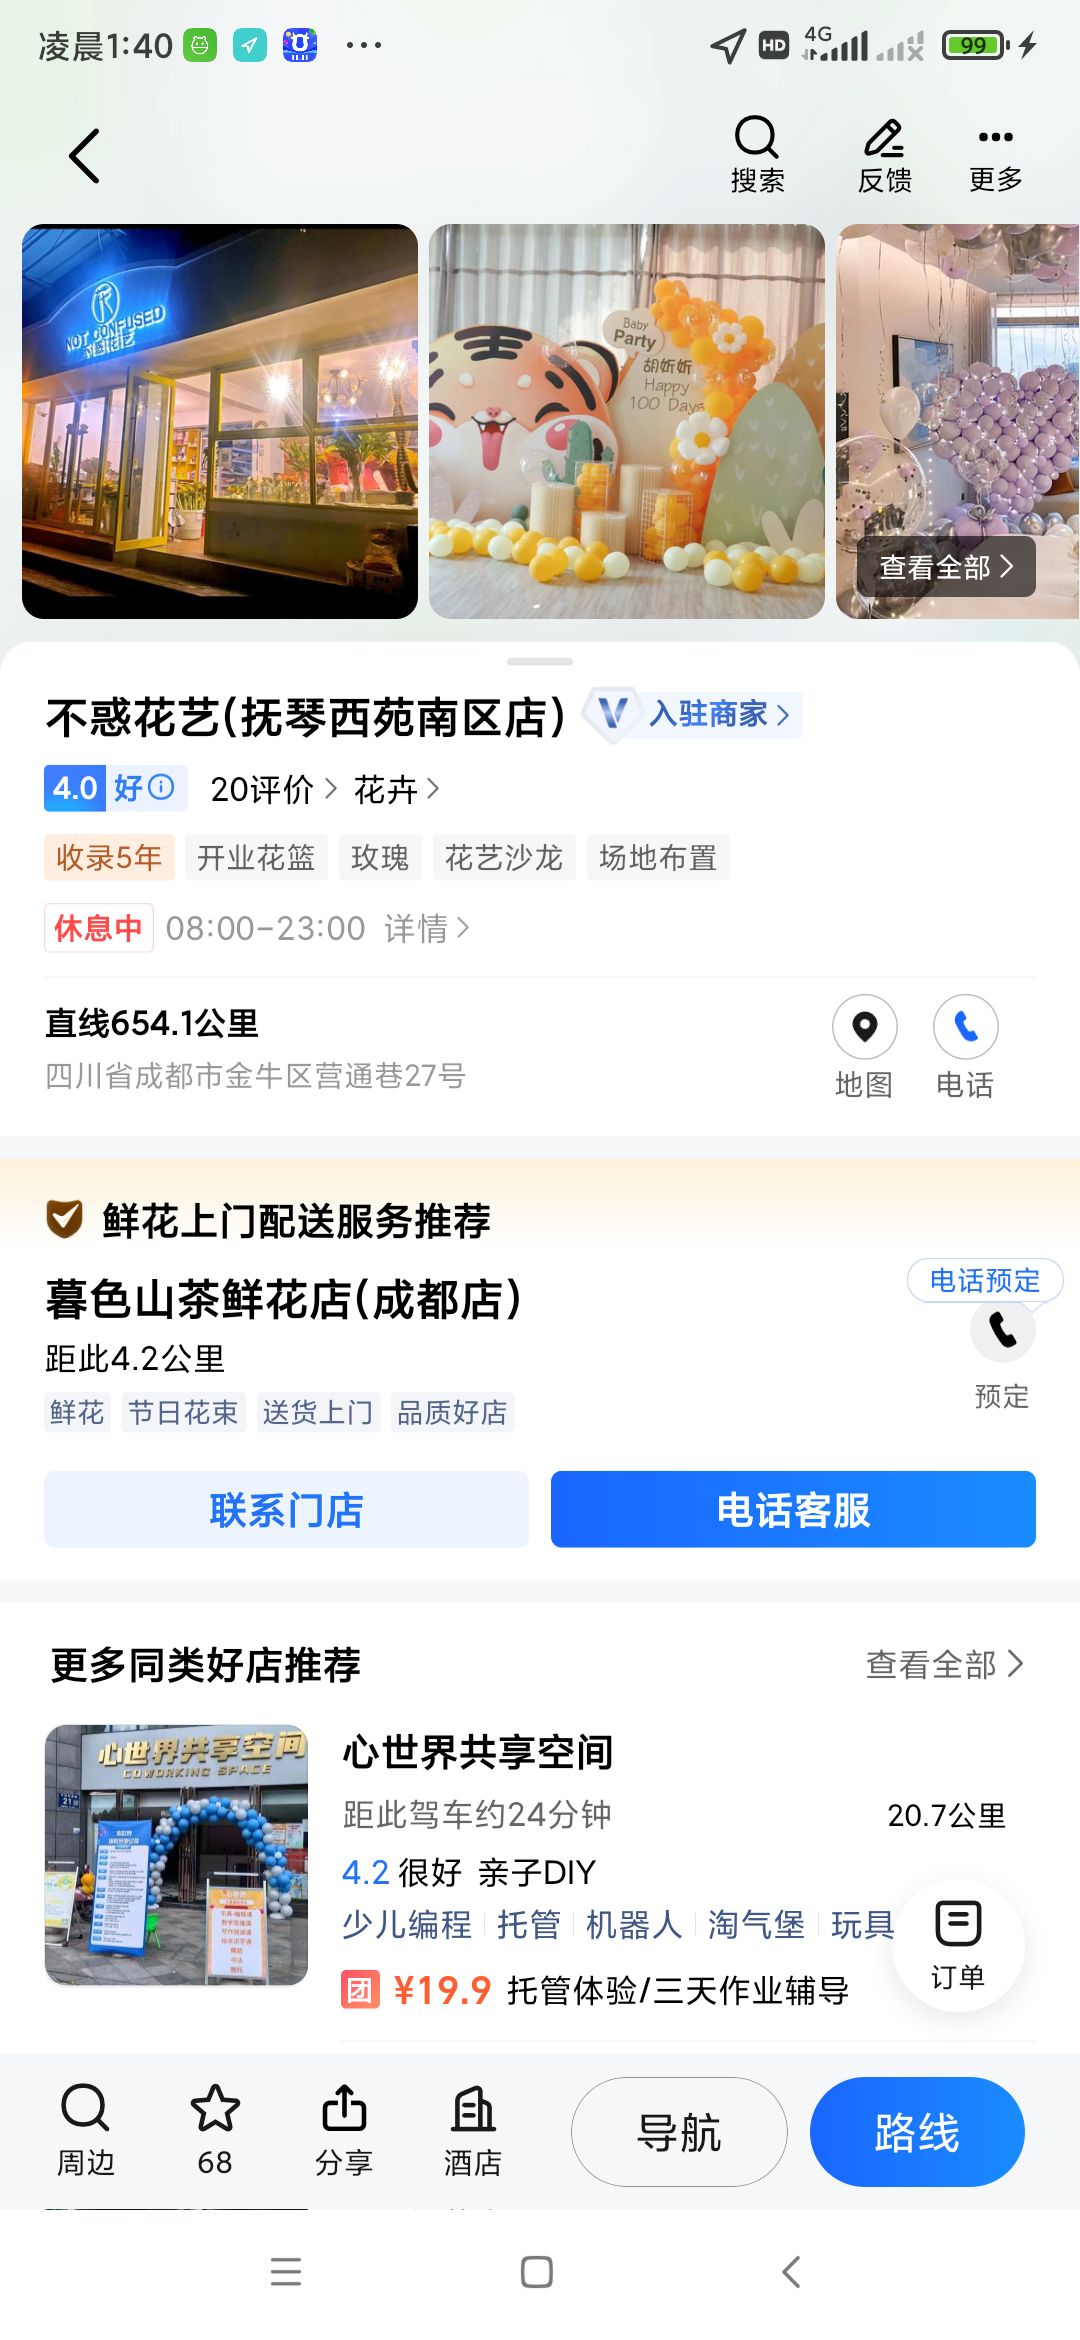 凌晨1:40
HD 4G 99
搜索 反馈 更多
NOT CONFUSED
Baby
Party
胡妡妡
Happy
100 Days
查看全部
不惑花艺(抚琴西苑南区店) 入驻商家
4.0 好 20评价 花卉
收录5年 开业花篮 玫瑰 花艺沙龙 场地布置
休息中 08:00-23:00 详情
直线654.1公里
四川省成都市金牛区营通巷27号
地图 电话
鲜花上门配送服务推荐
暮色山茶鲜花店(成都店)
电话预定
距此4.2公里
预定
鲜花 节日花束 送货上门 品质好店
联系门店 电话客服
更多同类好店推荐 查看全部
心世界共享空间
COWORKING SPACE
心世界共享空间
距此驾车约24分钟 20.7公里
4.2 很好 亲子DIY
少儿编程 托管 机器人 淘气堡 玩具
团 ¥19.9 托管体验/三天作业辅导
订单
周边 68 分享 酒店 导航 路线